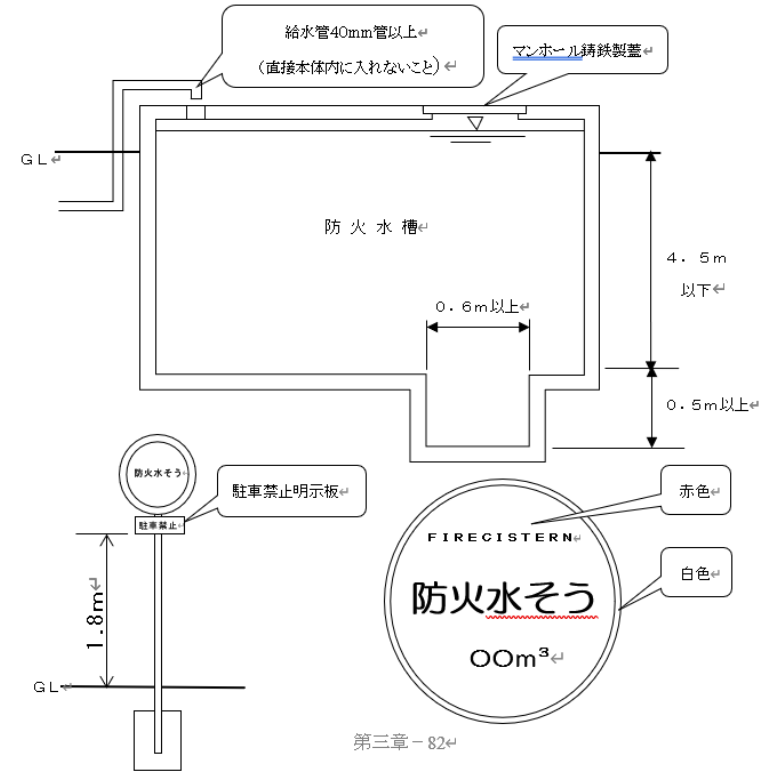 給水管40mm管以上
（直接本体内に入れないこと）
マンホール鋳鉄製蓋
ＧＬ
防 火 水 槽
４．５ｍ
以下
０．６ｍ以上
０．５ｍ以上
防火水そう
駐車禁止
駐車禁止明示板
1.8m
ＧＬ
赤色
ＦＩＲＥＣＩＳＴＥＲＮ
白色
防火水そう
〇〇m³
第三章－82